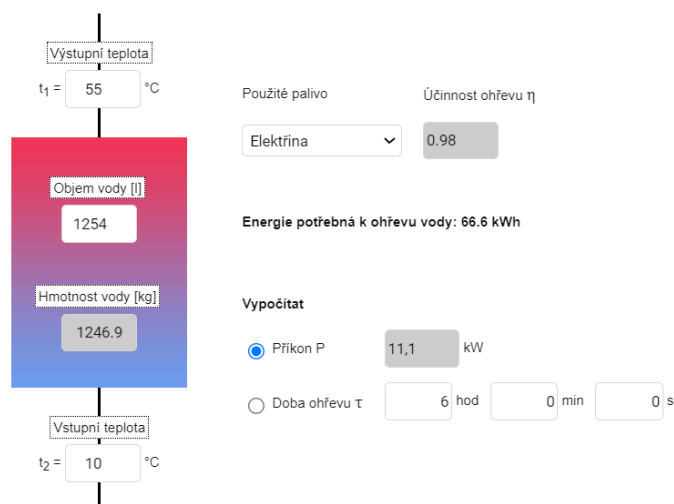 Výstupní teplota
t1 = 55 °C
Použité palivo
Účinnost ohřevu η
Elektřina
0.98
Objem vody [l]
1254
Energie potřebná k ohřevu vody: 66.6 kWh
Hmotnost vody [kg]
1246.9
Vypočítat
Příkon P 11,1 kW
Doba ohřevu τ 6 hod 0 min 0 s
Vstupní teplota
t2 = 10 °C